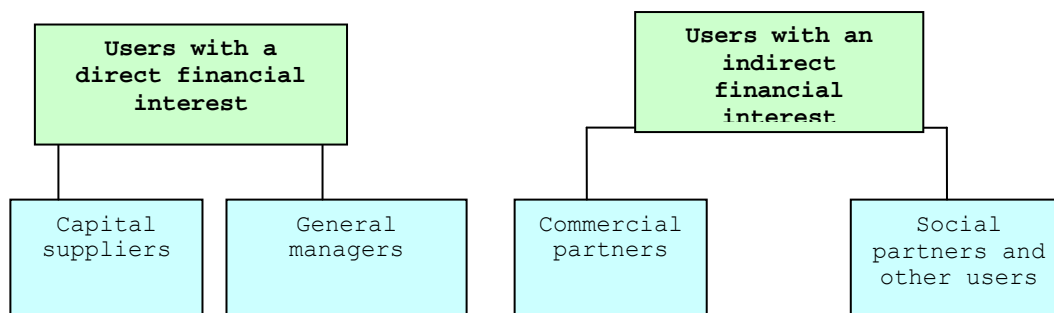 Users with a
direct financial
interest
Users with an
indirect
financial
interest
Capital
suppliers
General
managers
Commercial
partners
Social
partners and
other users